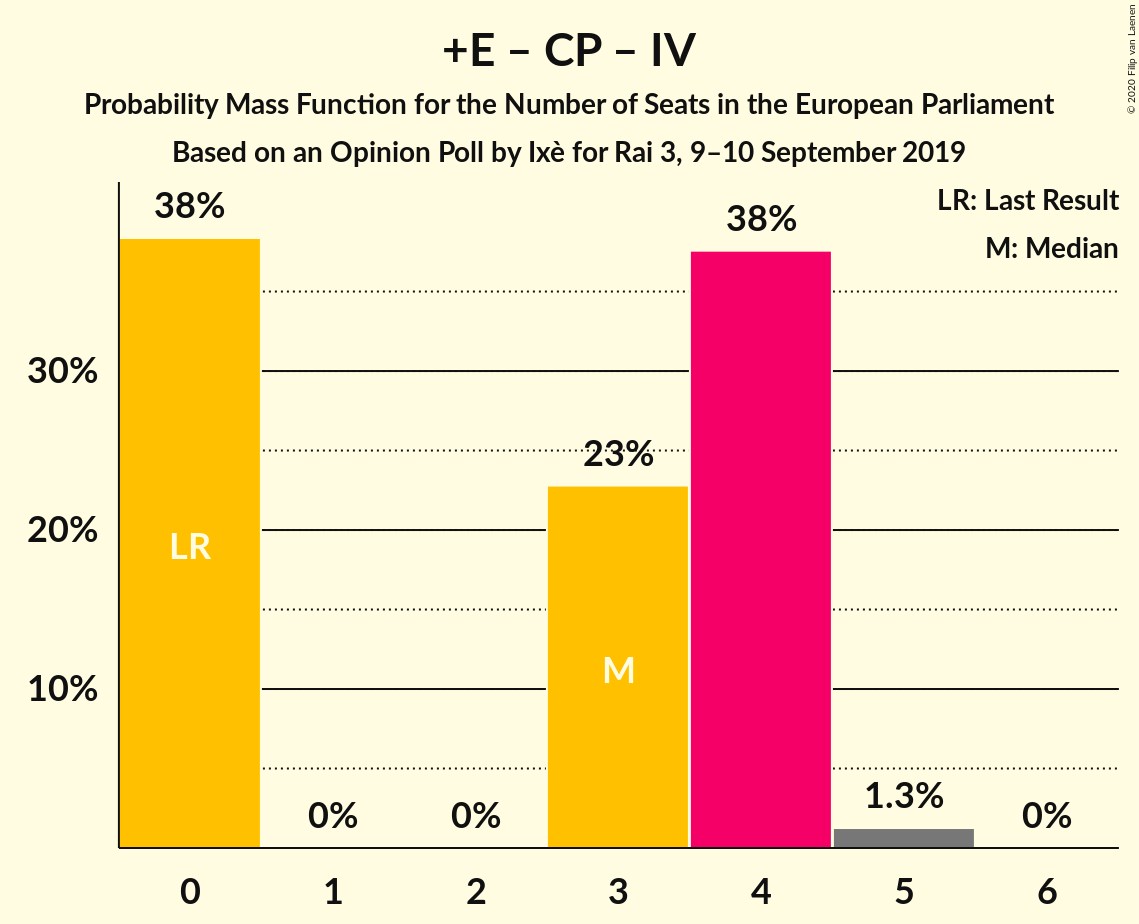 +E – CP – IV
Probability Mass Function for the Number of Seats in the European Parliament
Based on an Opinion Poll by Ixè for Rai 3, 9–10 September 2019
© 2020 Filip van Laenen
LR: Last Result
M: Median
38%
38%
30%
23%
20%
LR
M
10%
1.3%
0%
0%
0%
0 1 2 3 4 5 6